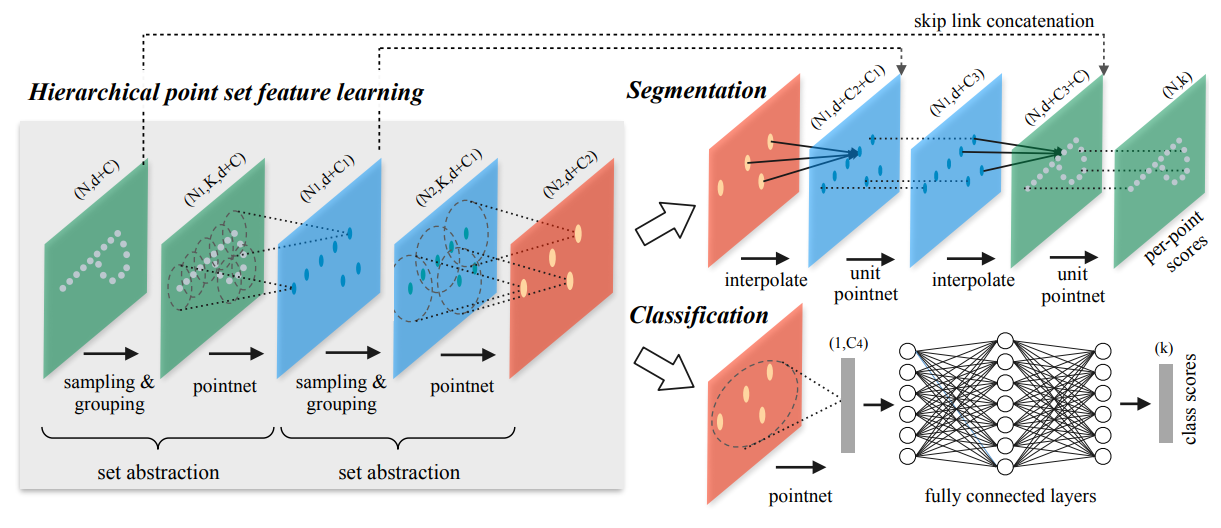 skip link concatenation
Hierarchical point set feature learning
(N,d+C)
(N1,K,d+C)
(N1,d+C1)
(N2,K,d+C1)
(N2,d+C2)
sampling &
grouping
pointnet
sampling &
grouping
pointnet
set abstraction
set abstraction
Segmentation
(N1,d+C2+C1)
(N1,d+C3)
(N,d+C3+C)
(N,k)
interpolate
unit
pointnet
interpolate
unit
pointnet
per-point
scores
Classification
(1,C4)
(k)
class scores
pointnet
fully connected layers